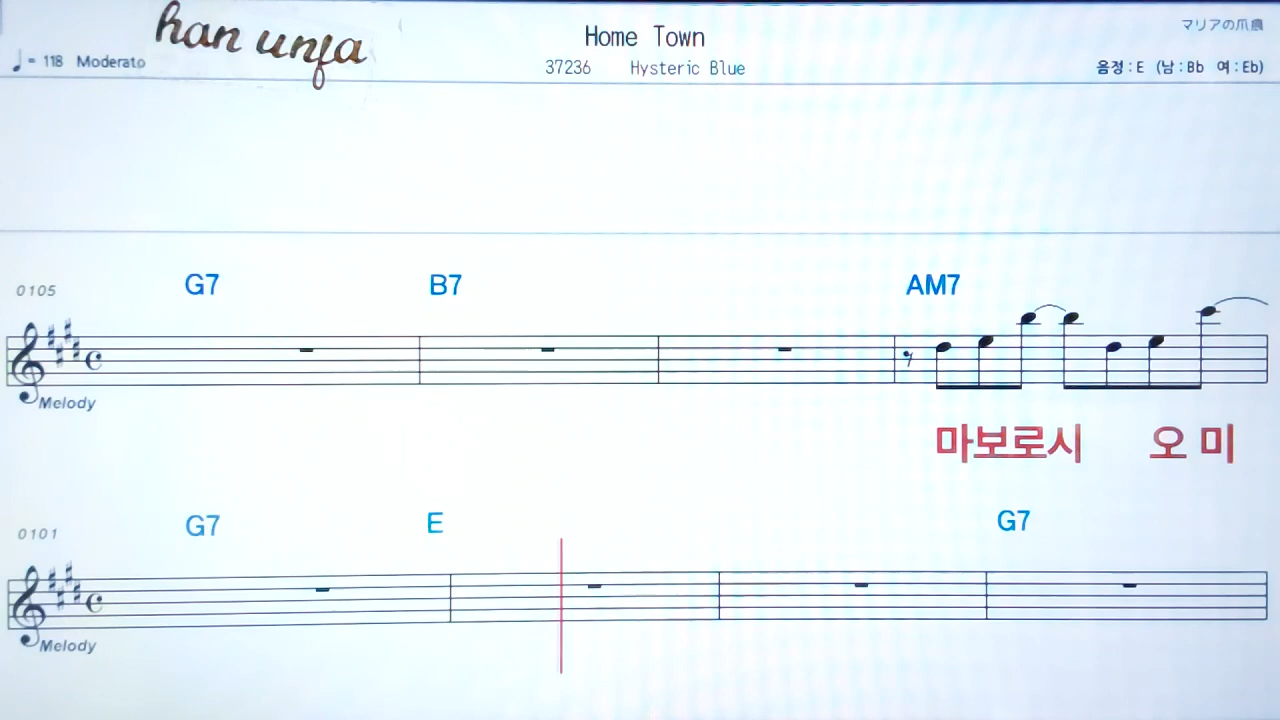 han unfa
Home Town
マリアの爪痕
♩= 118 Moderato
37236 Hysteric Blue
음정:E (남:Bb 여:Eb)
0105
G7 B7 AM7
Melody
마보로시 오 미
0101
G7 E G7
Melody